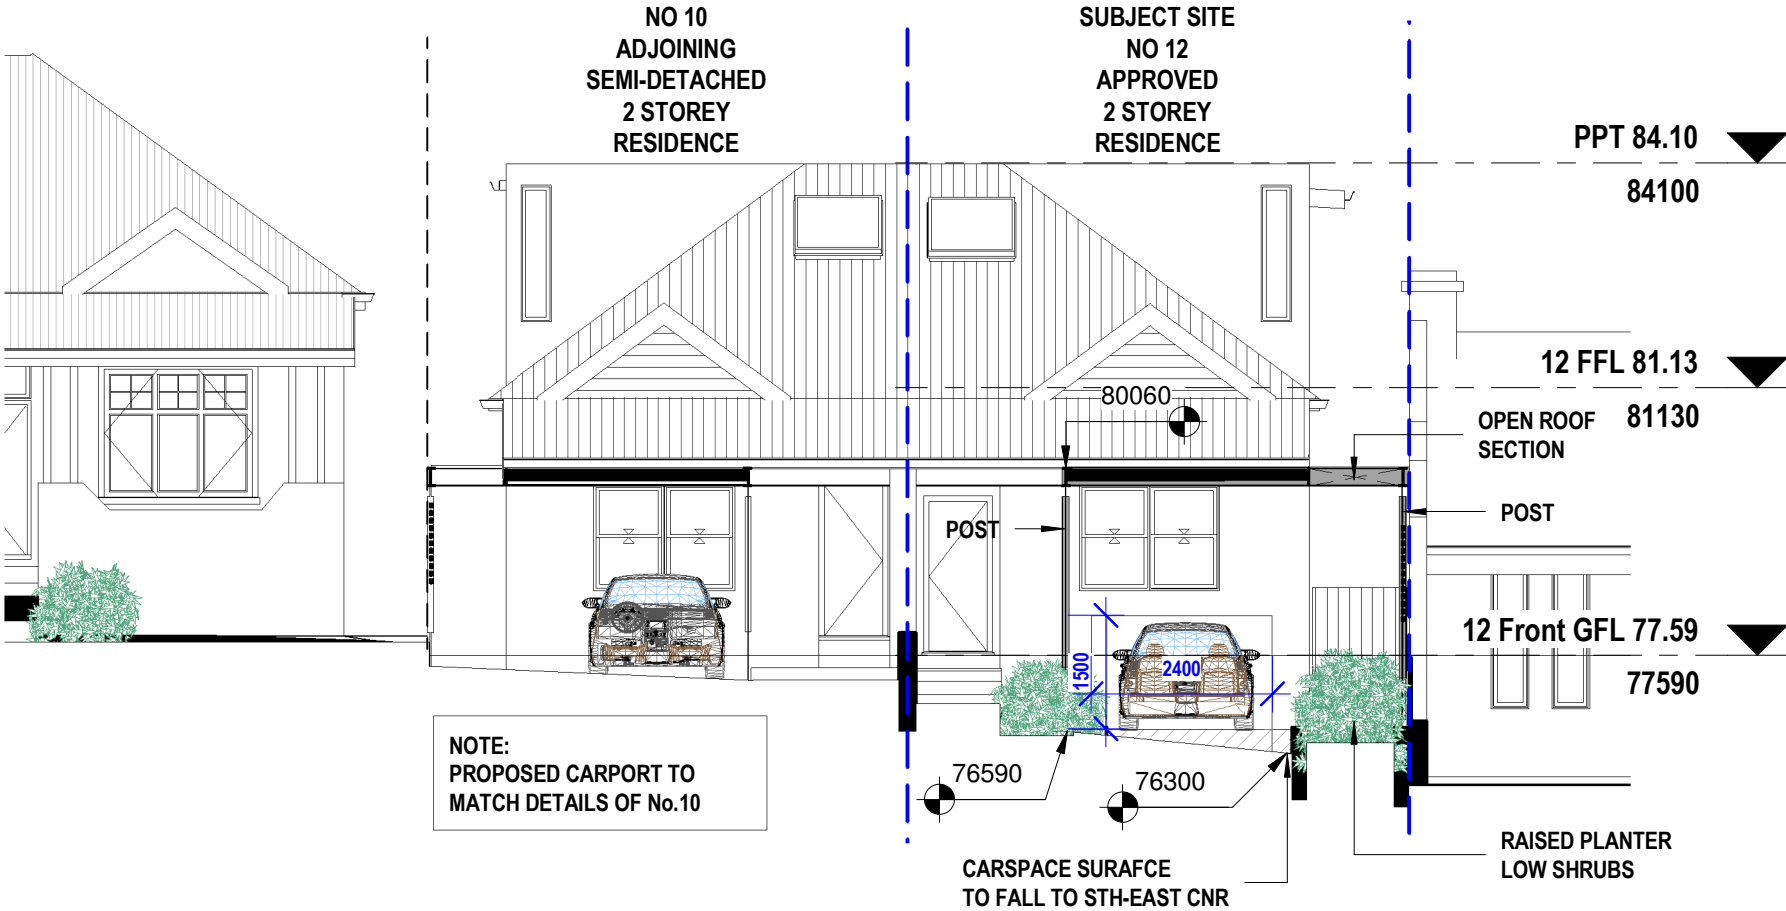 NO 10
ADJOINING
SEMI-DETACHED
2 STOREY
RESIDENCE
SUBJECT SITE
NO 12
APPROVED
2 STOREY
RESIDENCE
PPT 84.10
84100
12 FFL 81.13
81130
80060
OPEN ROOF
SECTION
POST
POST
12 Front GFL 77.59
77590
1500
2400
NOTE:
PROPOSED CARPORT TO
MATCH DETAILS OF No.10
76590
76300
CARSPACE SURAFCE
TO FALL TO STH-EAST CNR
RAISED PLANTER
LOW SHRUBS